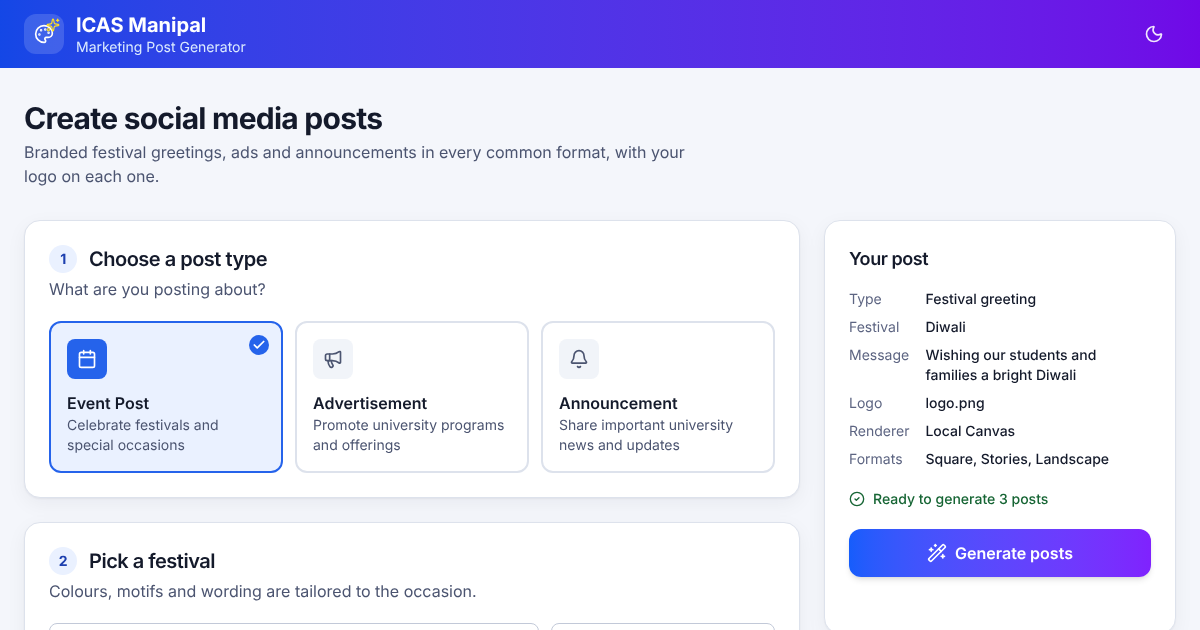 ICAS Manipal
Marketing Post Generator
Create social media posts
Branded festival greetings, ads and announcements in every common format, with your
logo on each one.
1 Choose a post type
What are you posting about?
Event Post
Celebrate festivals and
special occasions
Advertisement
Promote university programs
and offerings
Announcement
Share important university
news and updates
2 Pick a festival
Colours, motifs and wording are tailored to the occasion.
Your post
Type Festival greeting
Festival Diwali
Message Wishing our students and
families a bright Diwali
Logo logo.png
Renderer Local Canvas
Formats Square, Stories, Landscape
Ready to generate 3 posts
Generate posts